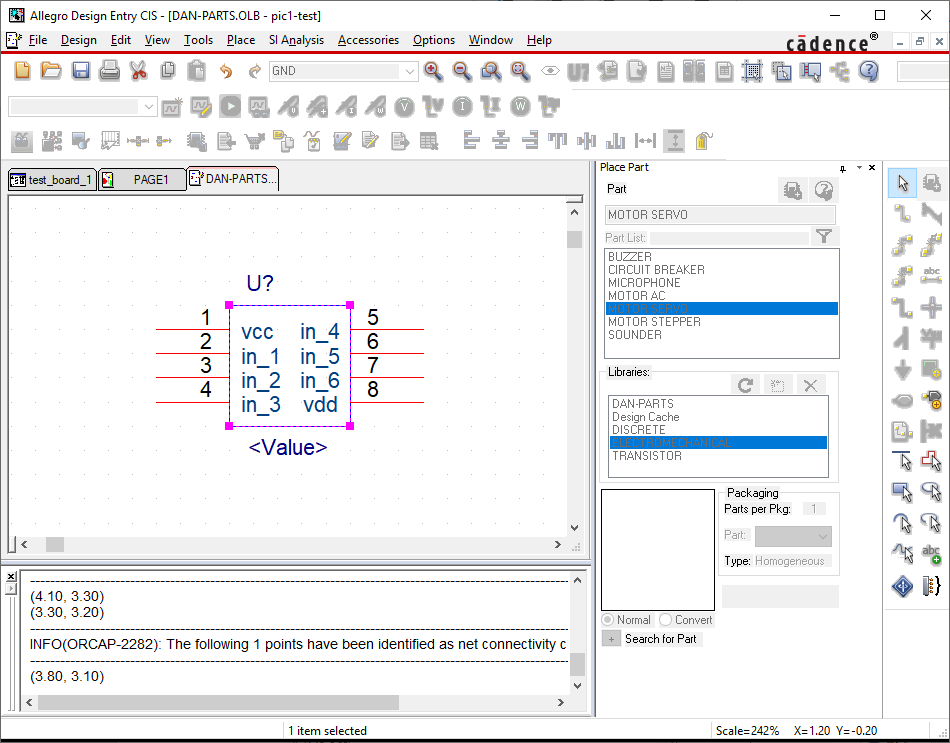 Allegro Design Entry CIS - [DAN-PARTS.OLB - pic1-test]
File Design Edit View Tools Place SI Analysis Accessories Options Window Help
cādence®
GND
test_board_1 PAGE1 DAN-PARTS...
U?
1 vcc in_4 5
2 in_1 in_5 6
3 in_2 in_6 7
4 in_3 vdd 8
<Value>
(4.10, 3.30)
(3.30, 3.20)
INFO(ORCAP-2282): The following 1 points have been identified as net connectivity c
(3.80, 3.10)
Place Part
Part
MOTOR SERVO
Part List:
BUZZER
CIRCUIT BREAKER
MICROPHONE
MOTOR AC
MOTOR SERVO
MOTOR STEPPER
SOUNDER
Libraries:
DAN-PARTS
Design Cache
DISCRETE
ELECTROMECHANICAL
TRANSISTOR
Packaging
Parts per Pkg: 1
Part:
Type: Homogeneous
Normal Convert
+ Search for Part
1 item selected
Scale=242% X=1.20 Y=-0.20